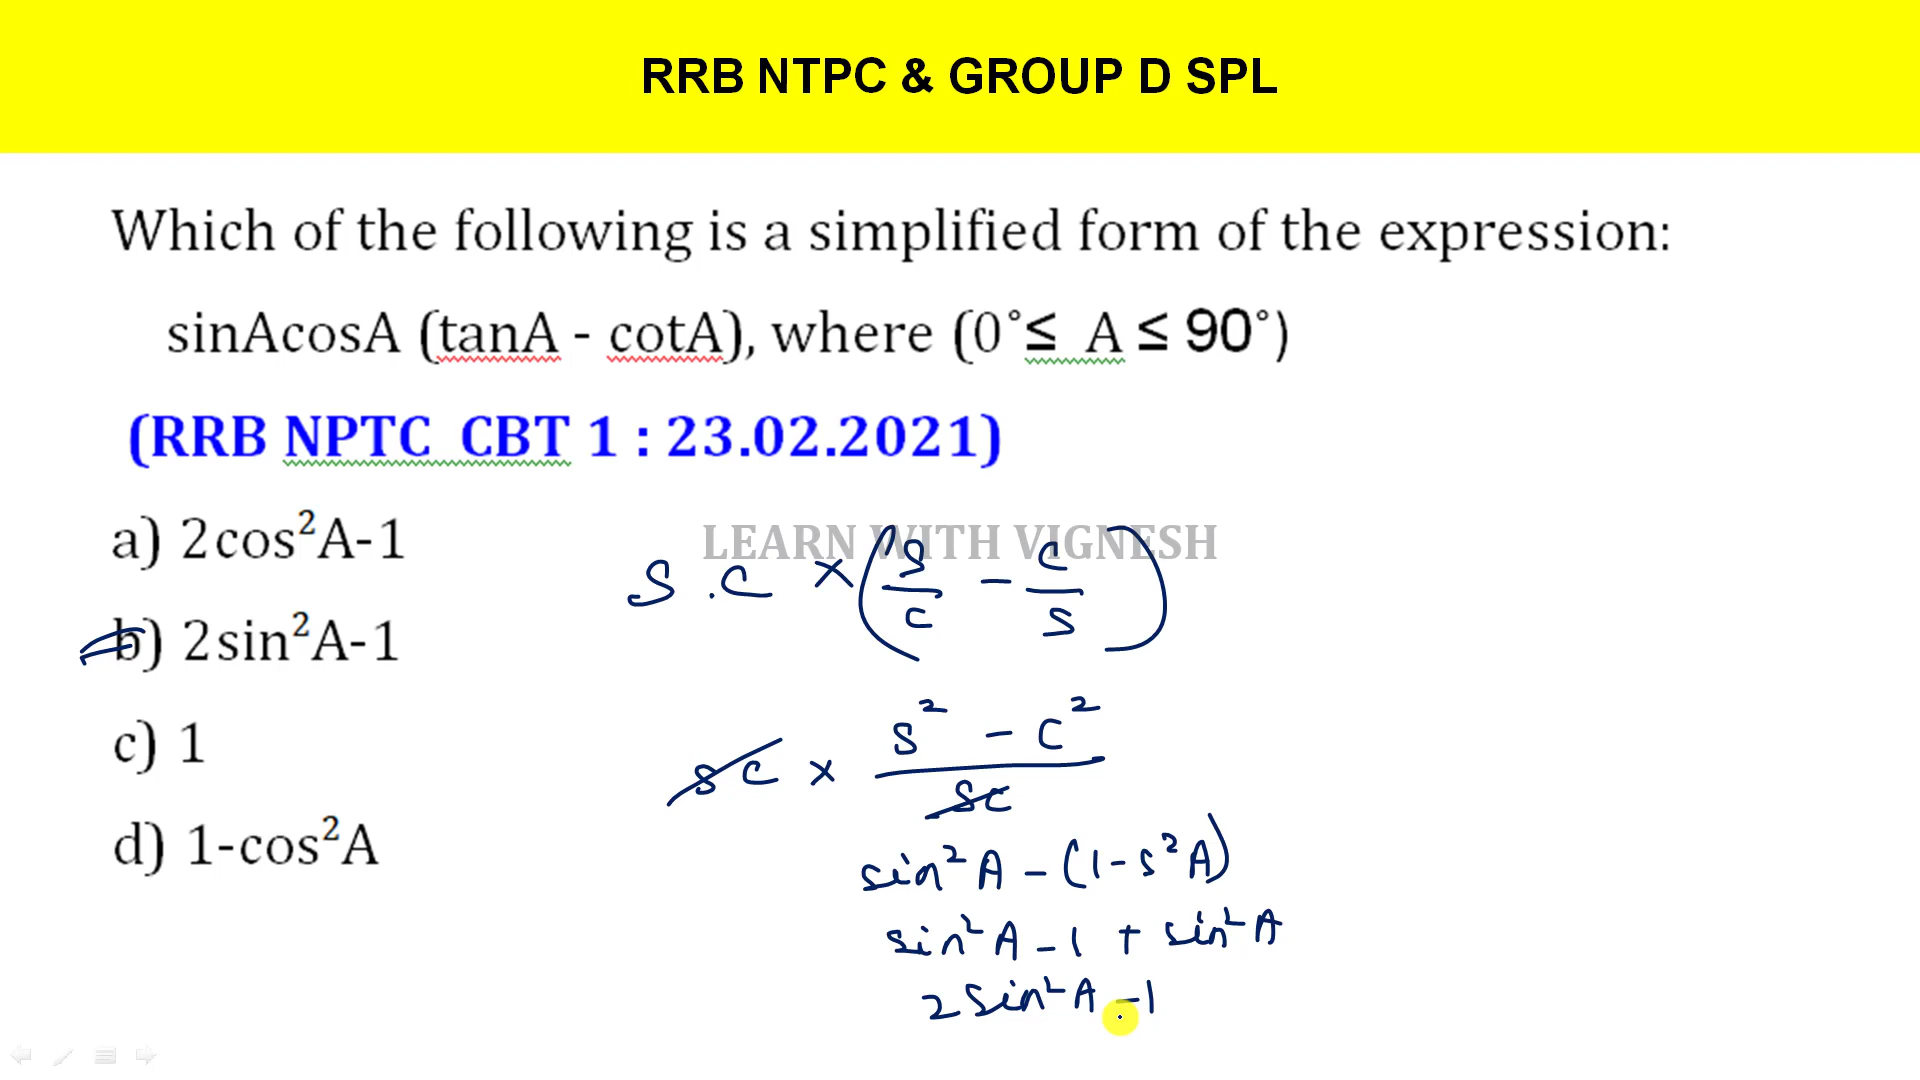 RRB NTPC & GROUP D SPL
Which of the following is a simplified form of the expression:
sinAcosA (tanA - cotA), where (0°≤ A ≤ 90°)
(RRB NPTC CBT 1 : 23.02.2021)
a) 2cos²A-1
b) 2sin²A-1
c) 1
d) 1-cos²A
LEARN WITH VIGNESH
S . C × (S/C - C/S)
SC × (S² - C²)/SC
sin²A - (1 - s²A)
sin²A - 1 + sin²A
2 sin²A - 1